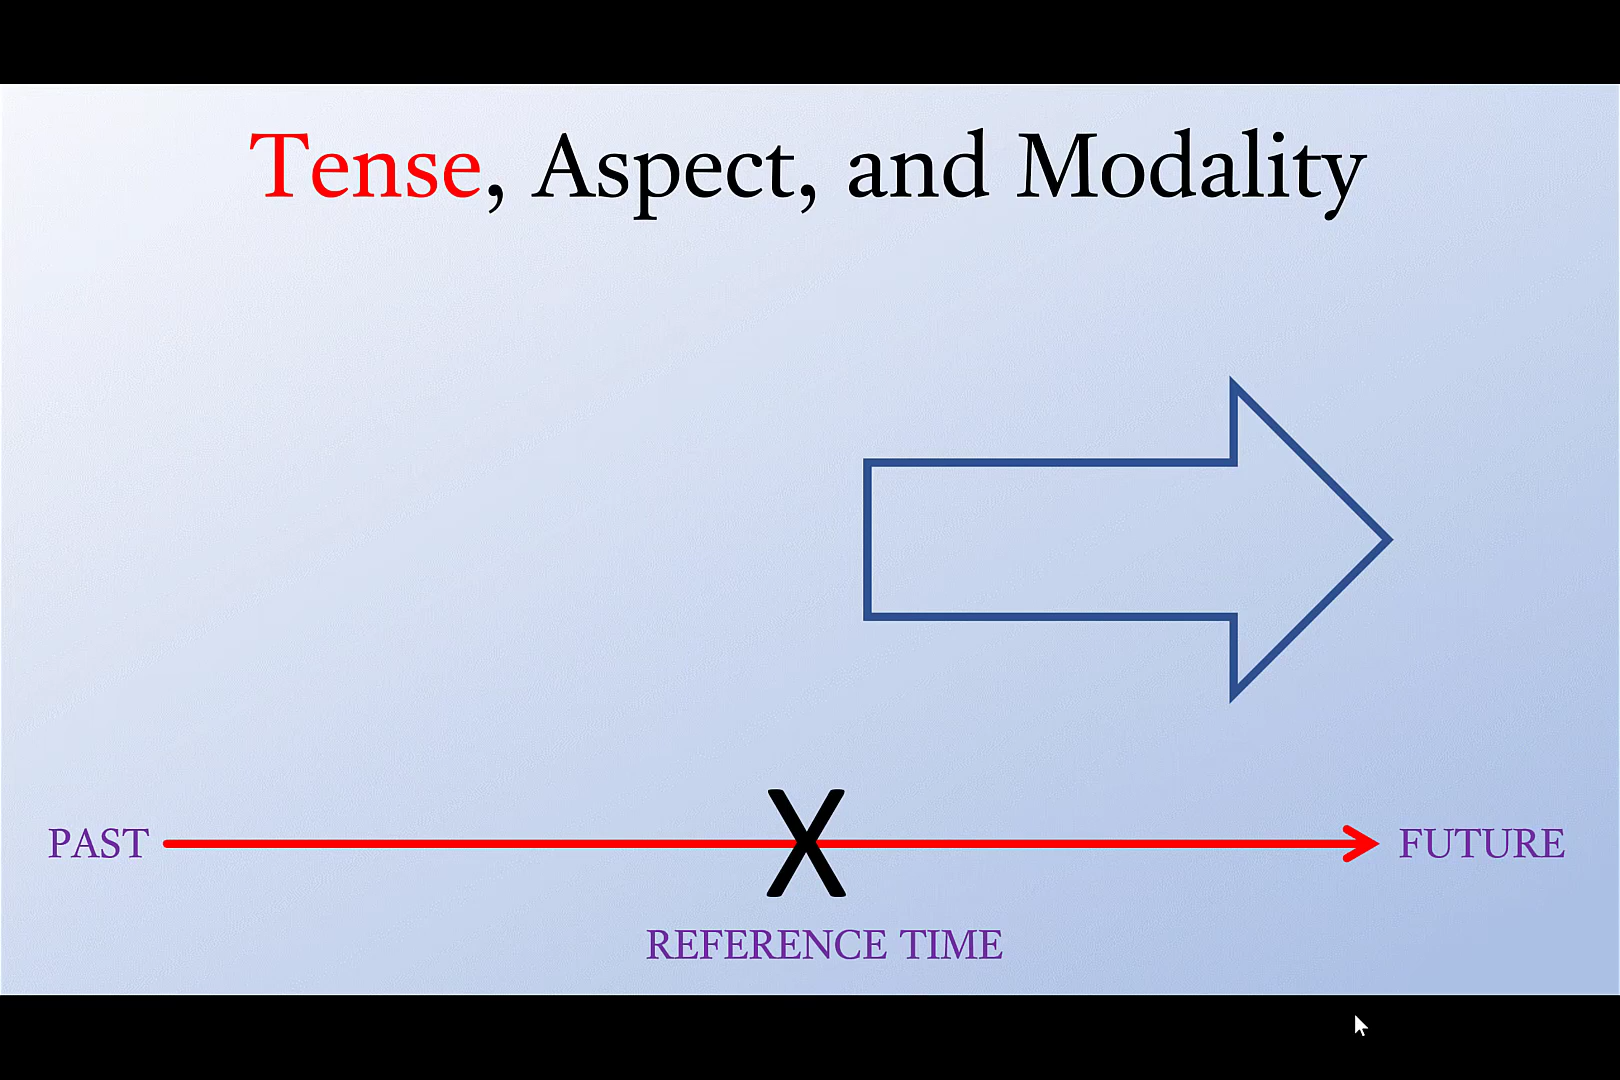 Tense, Aspect, and Modality
PAST
X
FUTURE
REFERENCE TIME